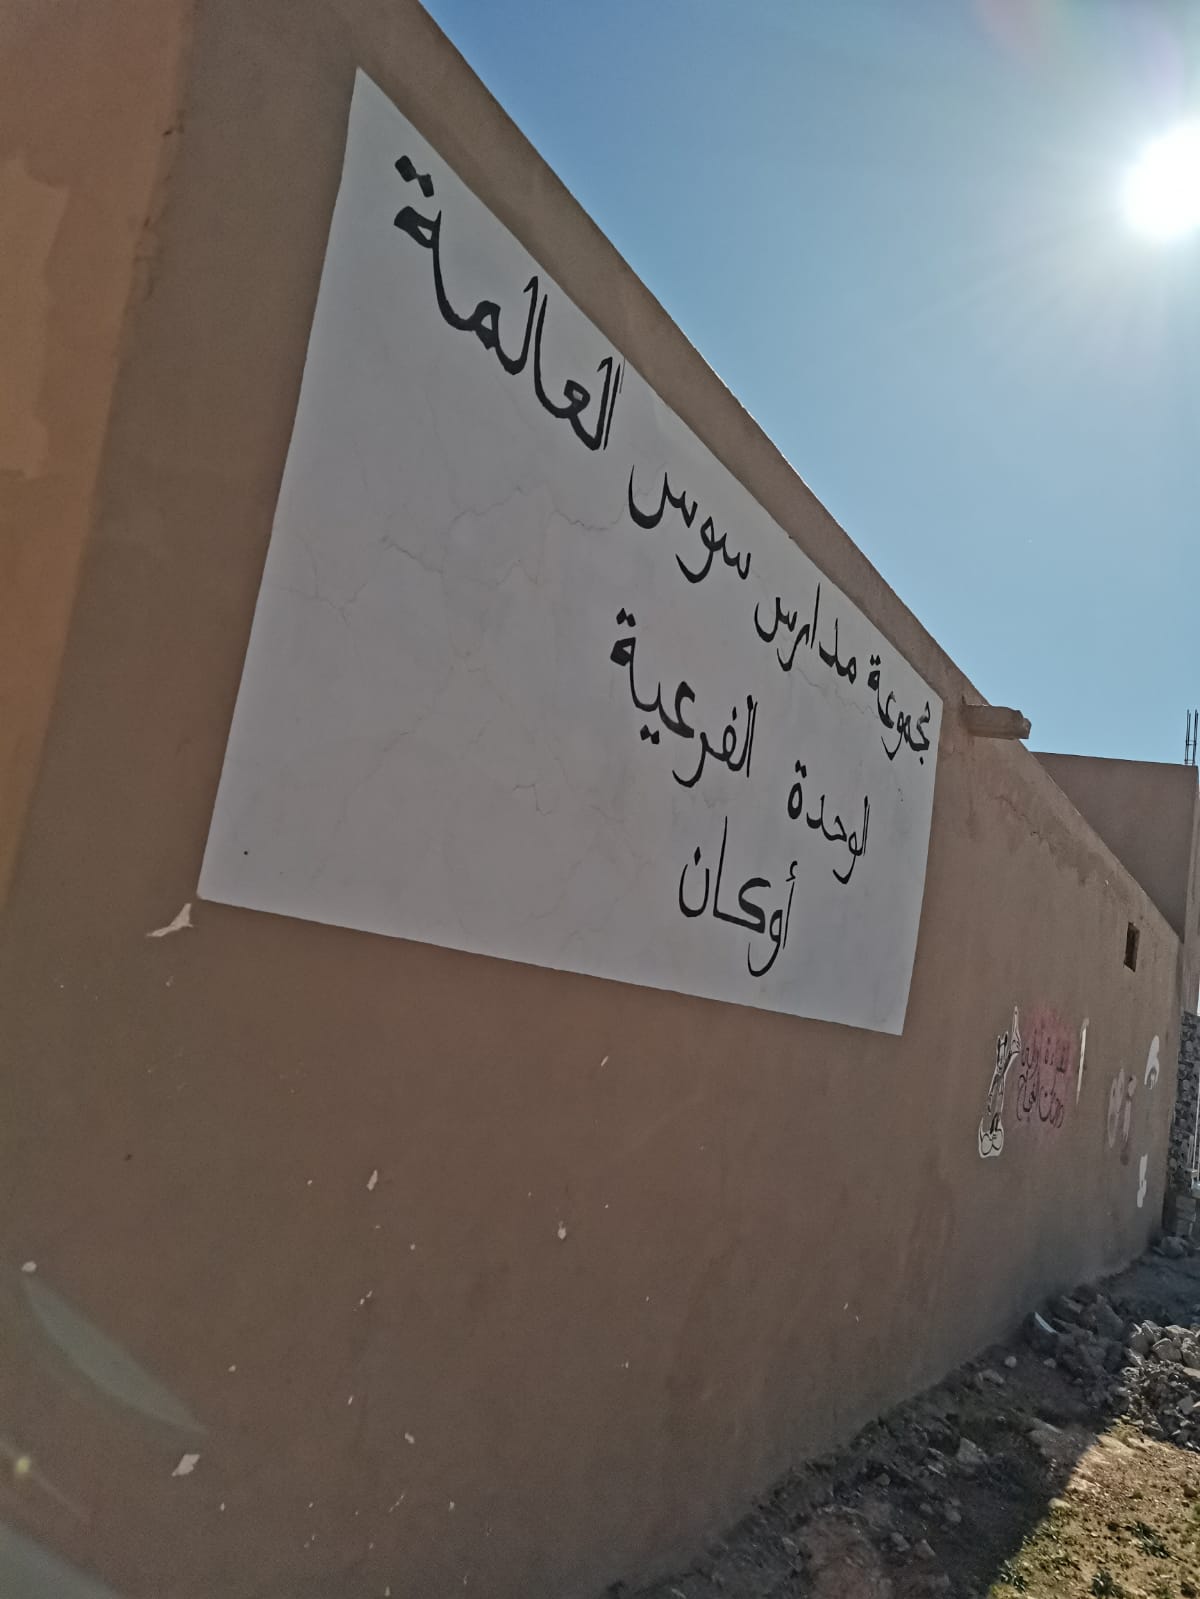 مجموعة مدارس سوس العالمة
الوحدة الفرعية
أوكان